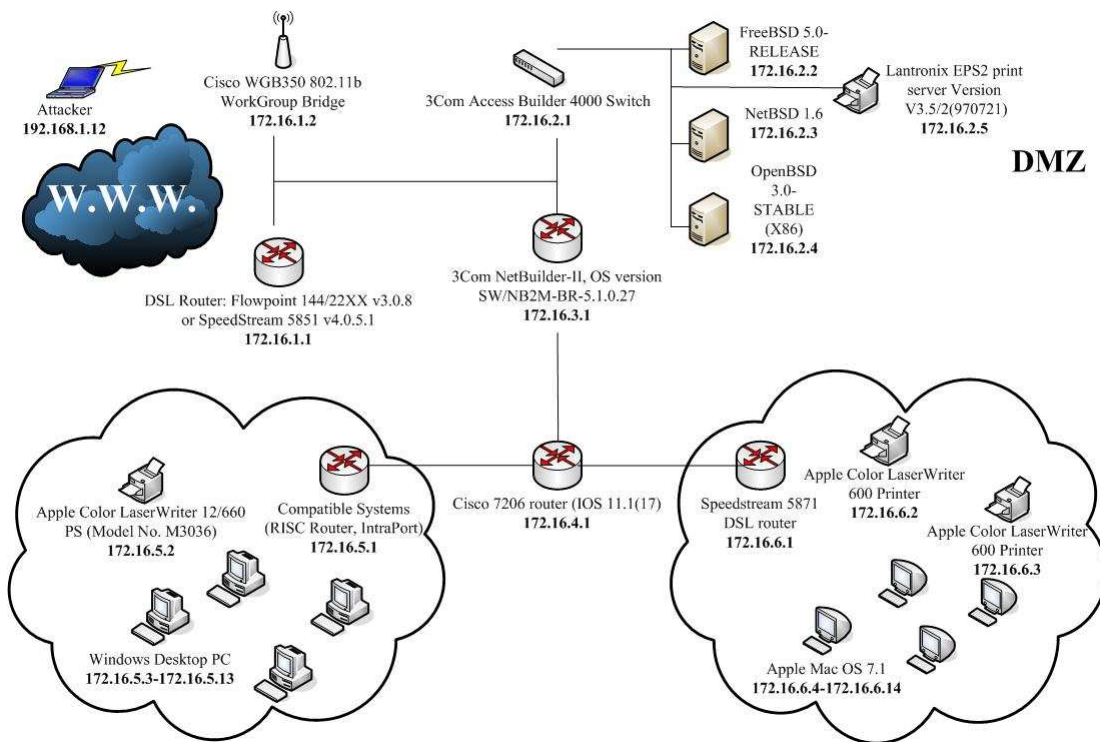 Attacker
192.168.1.12
W.W.W.
Cisco WGB350 802.11b
WorkGroup Bridge
172.16.1.2
3Com Access Builder 4000 Switch
172.16.2.1
FreeBSD 5.0-
RELEASE
172.16.2.2
NetBSD 1.6
172.16.2.3
OpenBSD
3.0-
STABLE
(X86)
172.16.2.4
Lantronix EPS2 print
server Version
V3.5/2(970721)
172.16.2.5
DMZ
DSL Router: Flowpoint 144/22XX v3.0.8
or SpeedStream 5851 v4.0.5.1
172.16.1.1
3Com NetBuilder-II, OS version
SW/NB2M-BR-5.1.0.27
172.16.3.1
Apple Color LaserWriter 12/660
PS (Model No. M3036)
172.16.5.2
Compatible Systems
(RISC Router, IntraPort)
172.16.5.1
Cisco 7206 router (IOS 11.1(17)
172.16.4.1
Speedstream 5871
DSL router
172.16.6.1
Apple Color LaserWriter
600 Printer
172.16.6.2
Apple Color LaserWriter
600 Printer
172.16.6.3
Windows Desktop PC
172.16.5.3-172.16.5.13
Apple Mac OS 7.1
172.16.6.4-172.16.6.14